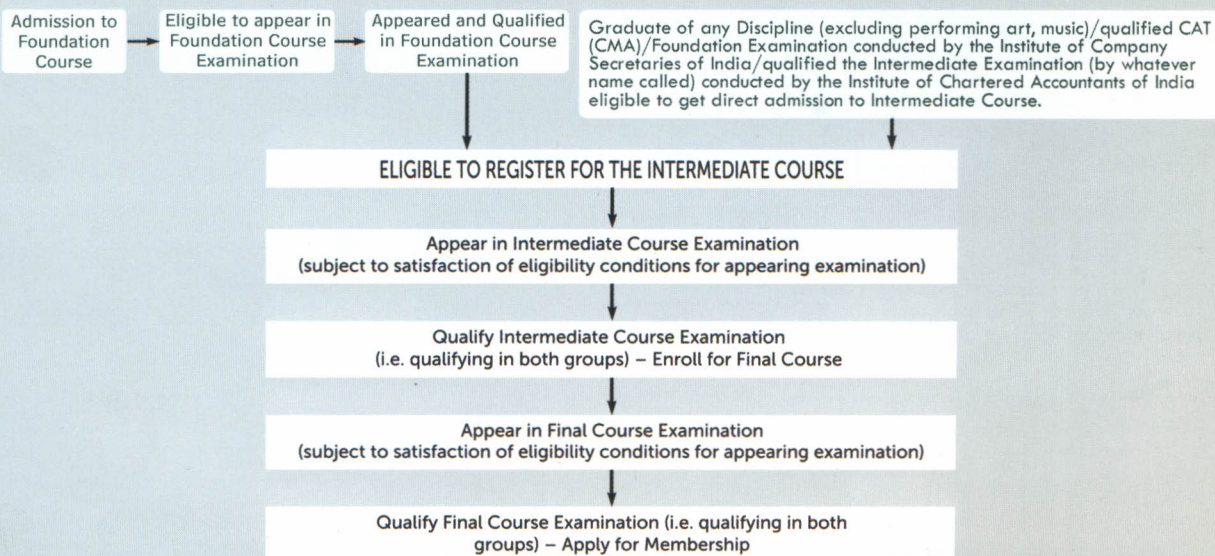 Admission to
Foundation
Course
Eligible to appear in
Foundation Course
Examination
Appeared and Qualified
in Foundation Course
Examination
Graduate of any Discipline (excluding performing art, music)/qualified CAT
(CMA)/Foundation Examination conducted by the Institute of Company
Secretaries of India/qualified the Intermediate Examination (by whatever
name called) conducted by the Institute of Chartered Accountants of India
eligible to get direct admission to Intermediate Course.
ELIGIBLE TO REGISTER FOR THE INTERMEDIATE COURSE
Appear in Intermediate Course Examination
(subject to satisfaction of eligibility conditions for appearing examination)
Qualify Intermediate Course Examination
(i.e. qualifying in both groups) – Enroll for Final Course
Appear in Final Course Examination
(subject to satisfaction of eligibility conditions for appearing examination)
Qualify Final Course Examination (i.e. qualifying in both
groups) – Apply for Membership